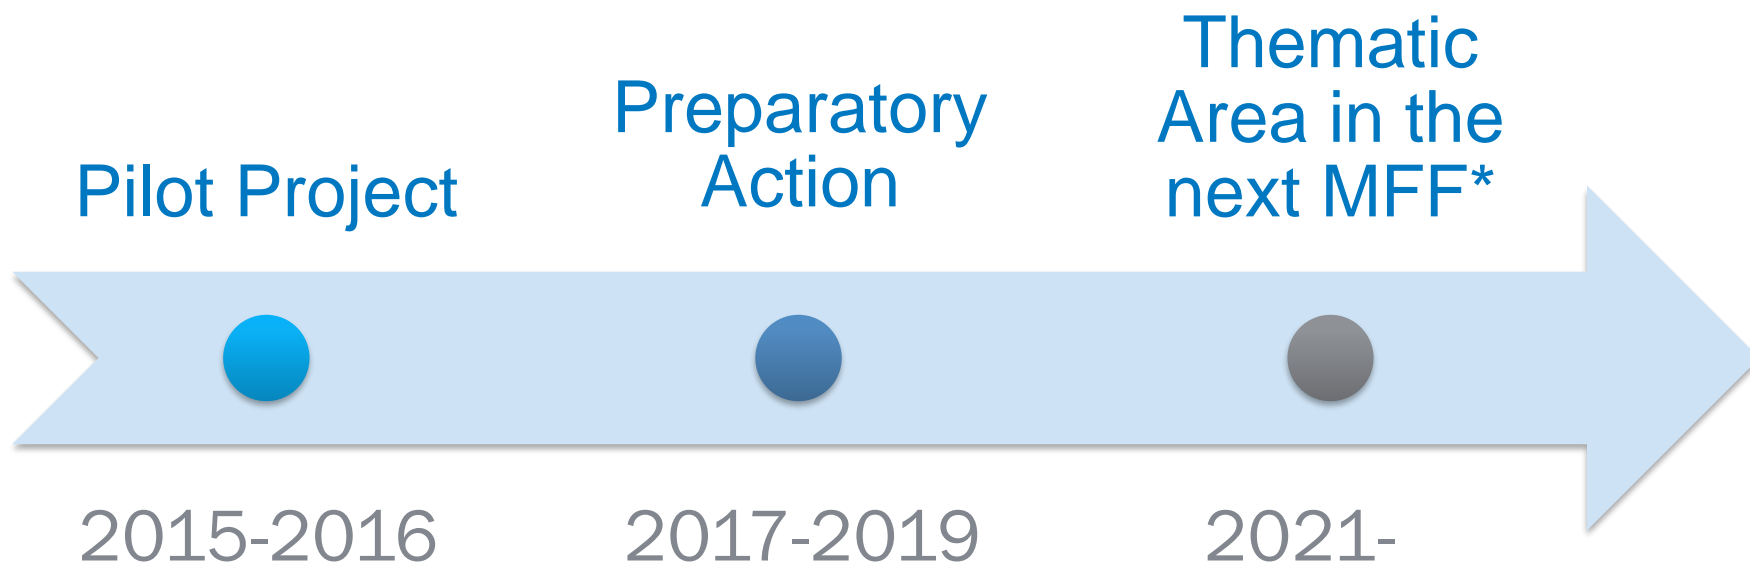 Pilot Project
Preparatory
Action
Thematic
Area in the
next MFF*
2015-2016
2017-2019
2021-